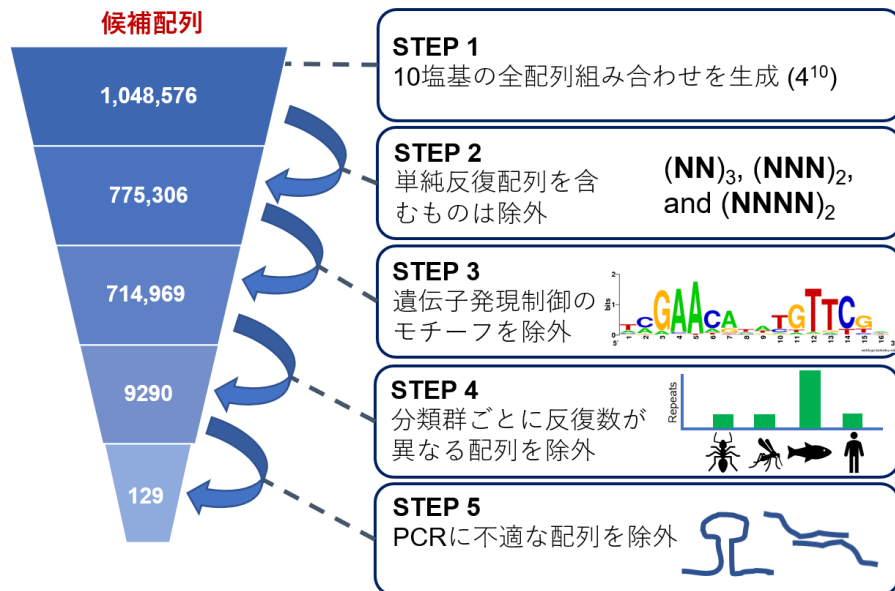 候補配列
1,048,576
775,306
714,969
9290
129
STEP 1
10塩基の全配列組み合わせを生成 (4¹⁰)
STEP 2
単純反復配列を含
むものは除外
(NN)₃, (NNN)₂,
and (NNNN)₂
STEP 3
遺伝子発現制御の
モチーフを除外
STEP 4
分類群ごとに反復数が
異なる配列を除外
Repeats
STEP 5
PCRに不適な配列を除外